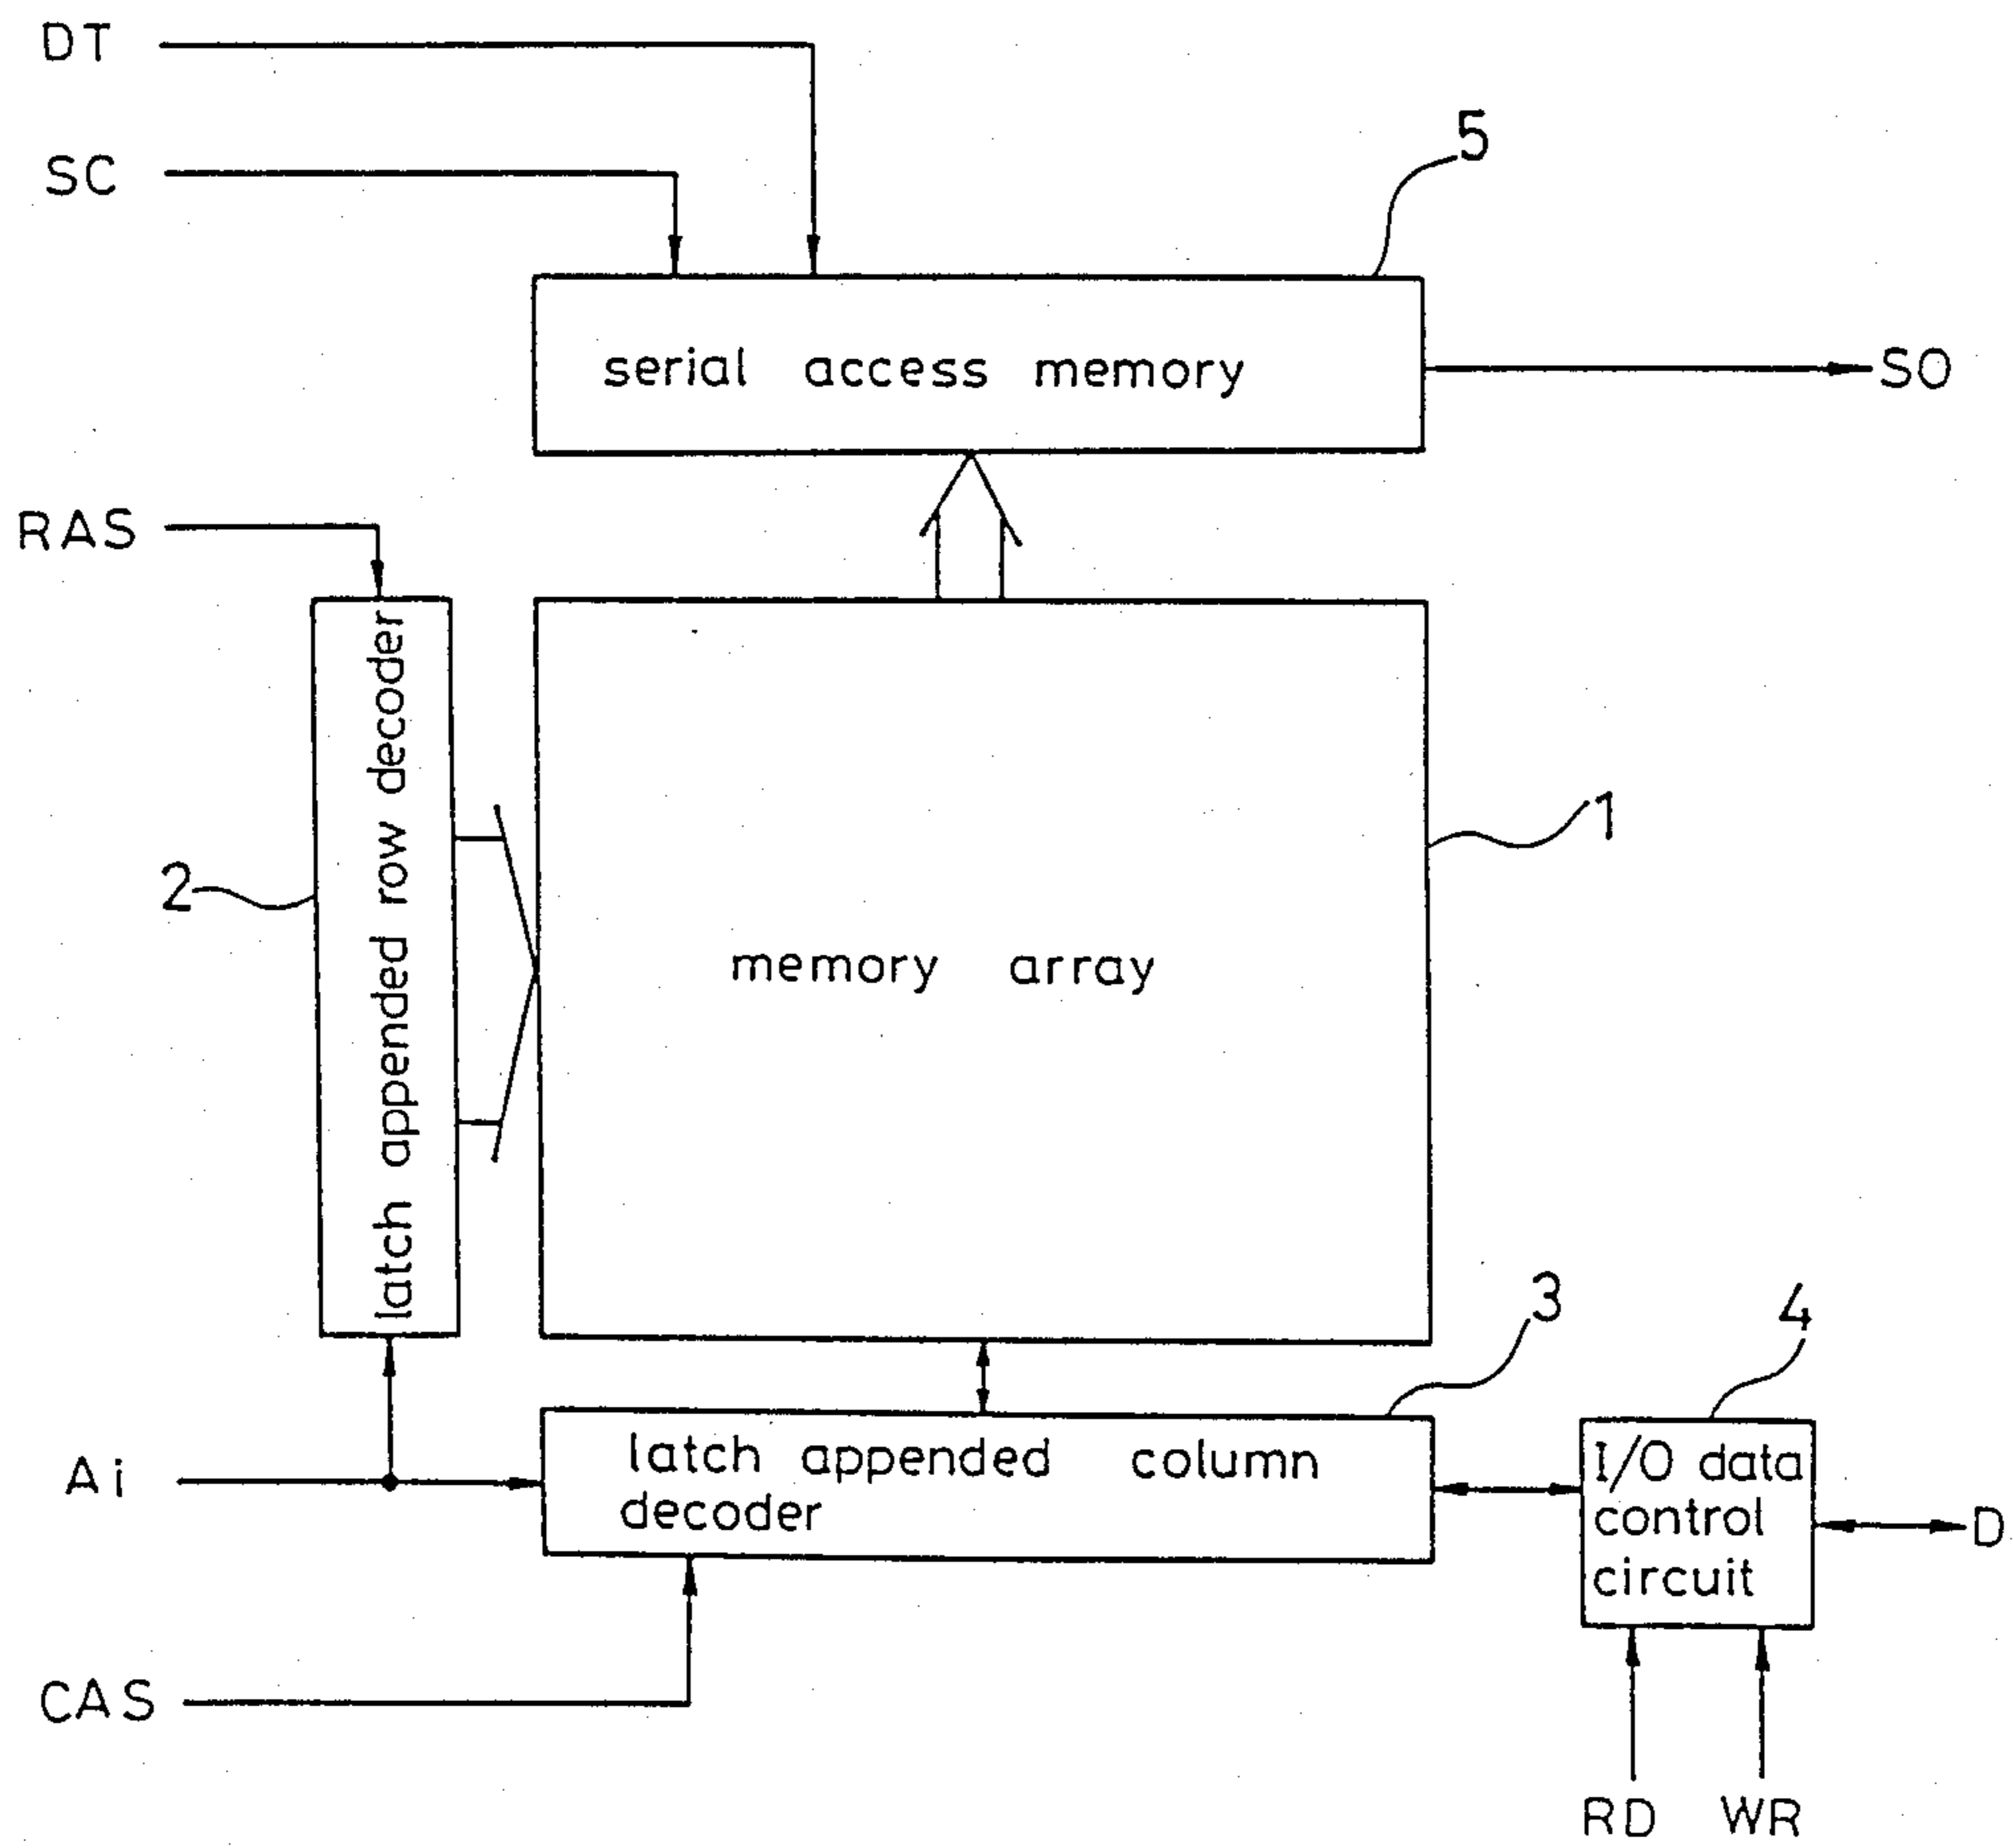 DT
SC
5
serial access memory
SO
RAS
latch appended row decoder
2
1
memory array
3
4
Ai
latch appended column
decoder
I/O data
control
circuit
D
CAS
RD WR